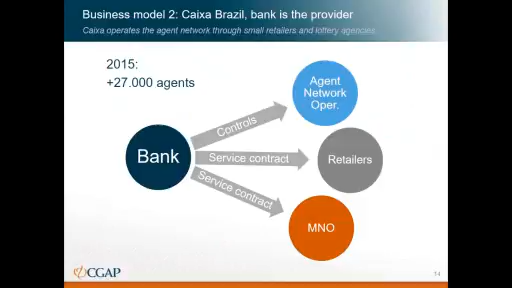 Business model 2: Caixa Brazil, bank is the provider
Caixa operates the agent network through small retailers and lottery agencies
2015:
+27.000 agents
Agent
Network
Oper.
Controls
Bank
Service contract
Retailers
Service contract
MNO
CGAP
14